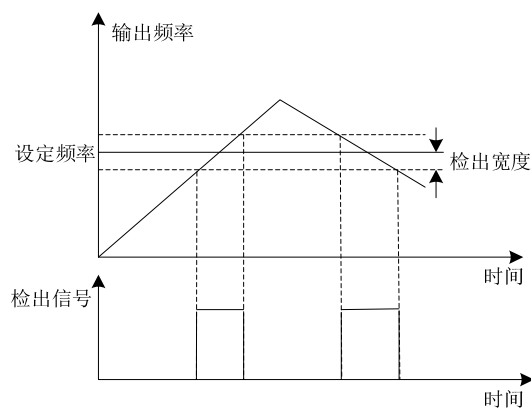 输出频率
设定频率
检出宽度
时间
检出信号
时间